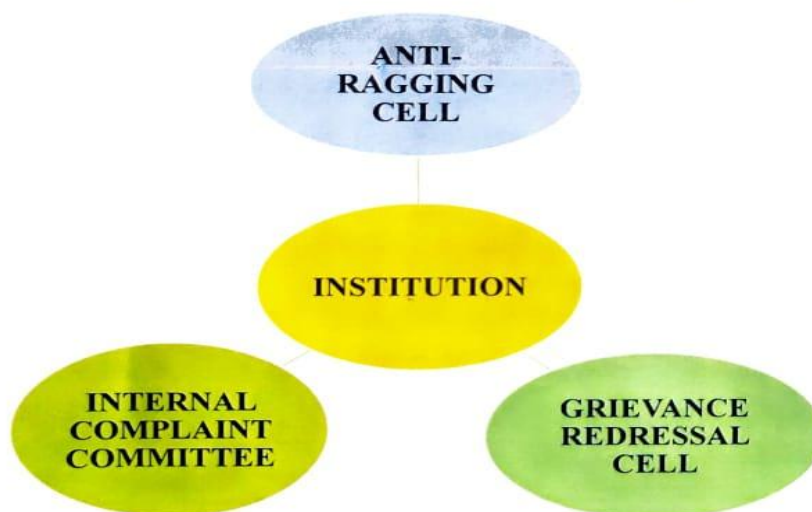 ANTI-
RAGGING
CELL
INSTITUTION
INTERNAL
COMPLAINT
COMMITTEE
GRIEVANCE
REDRESSAL
CELL